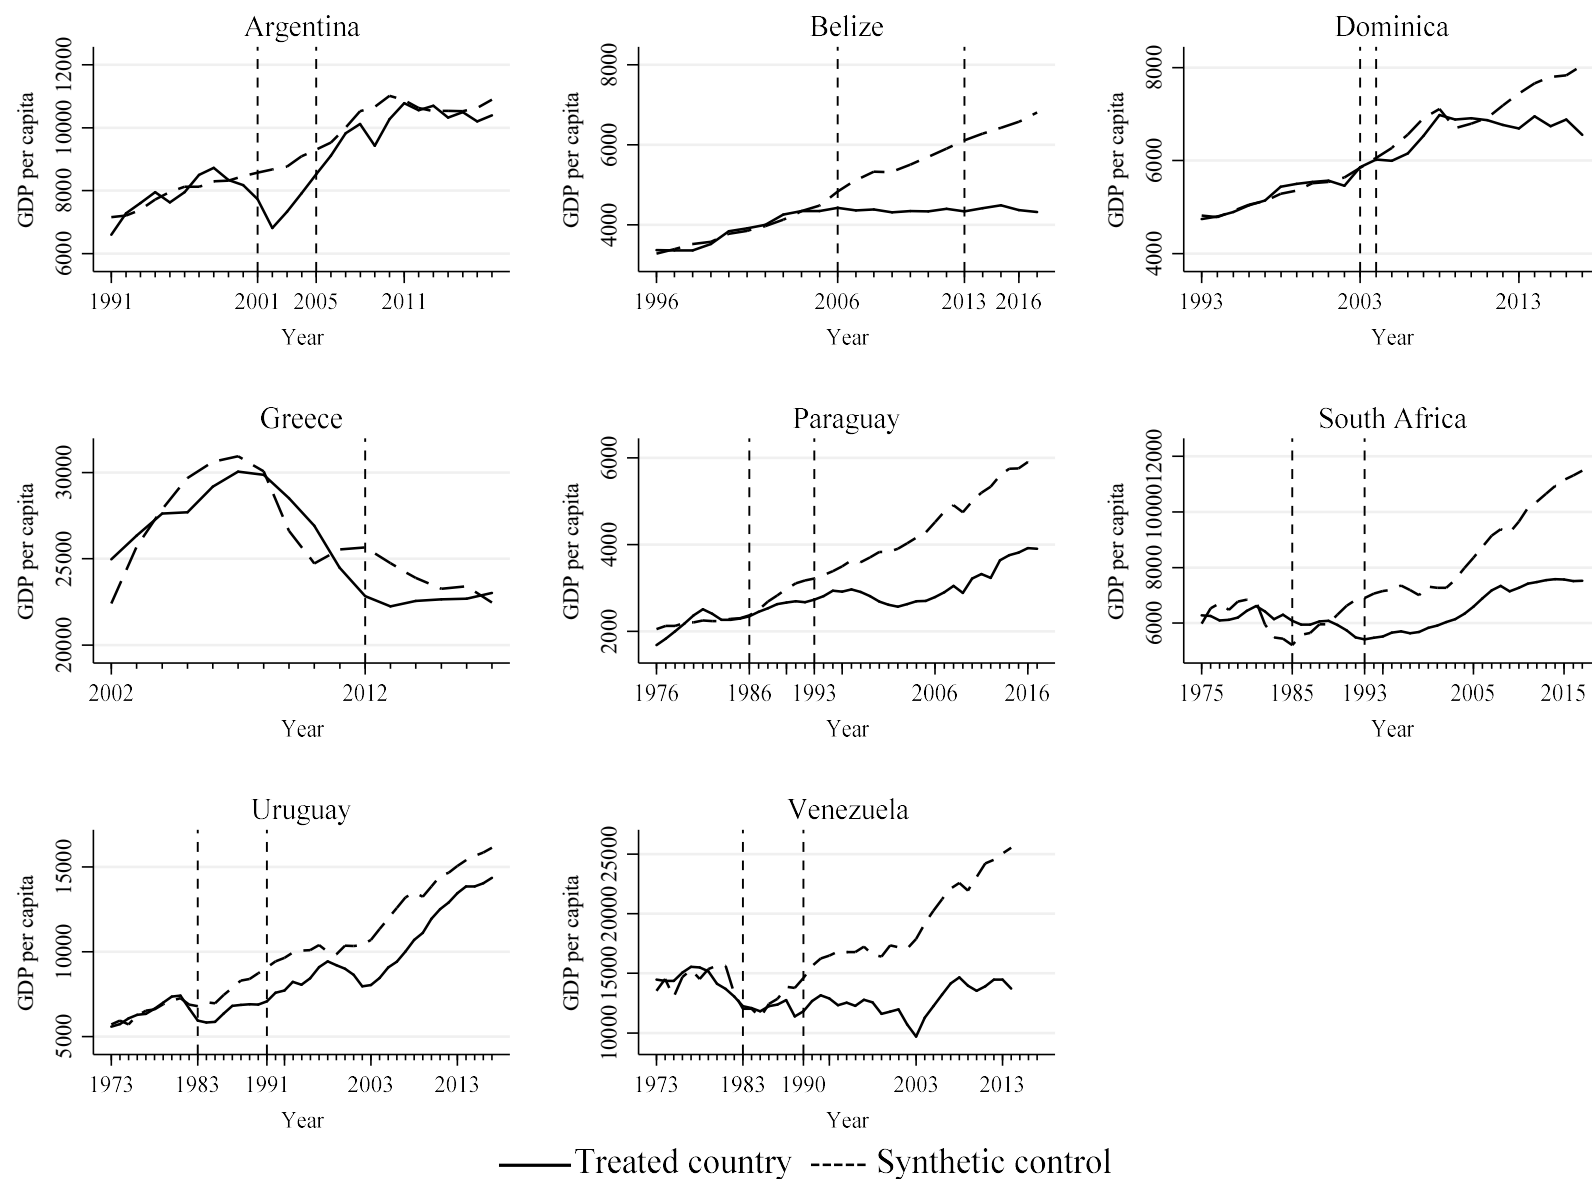 Argentina
GDP per capita
6000 8000 10000 12000
1991 2001 2005 2011
Year
Belize
GDP per capita
4000 6000 8000
1996 2006 2013 2016
Year
Dominica
GDP per capita
4000 6000 8000
1993 2003 2013
Year
Greece
GDP per capita
20000 25000 30000
2002 2012
Year
Paraguay
GDP per capita
2000 4000 6000
1976 1986 1993 2006 2016
Year
South Africa
GDP per capita
6000 8000 10000 12000
1975 1985 1993 2005 2015
Year
Uruguay
GDP per capita
5000 10000 15000
1973 1983 1991 2003 2013
Year
Venezuela
GDP per capita
10000 15000 20000 25000
1973 1983 1990 2003 2013
Year
Treated country Synthetic control